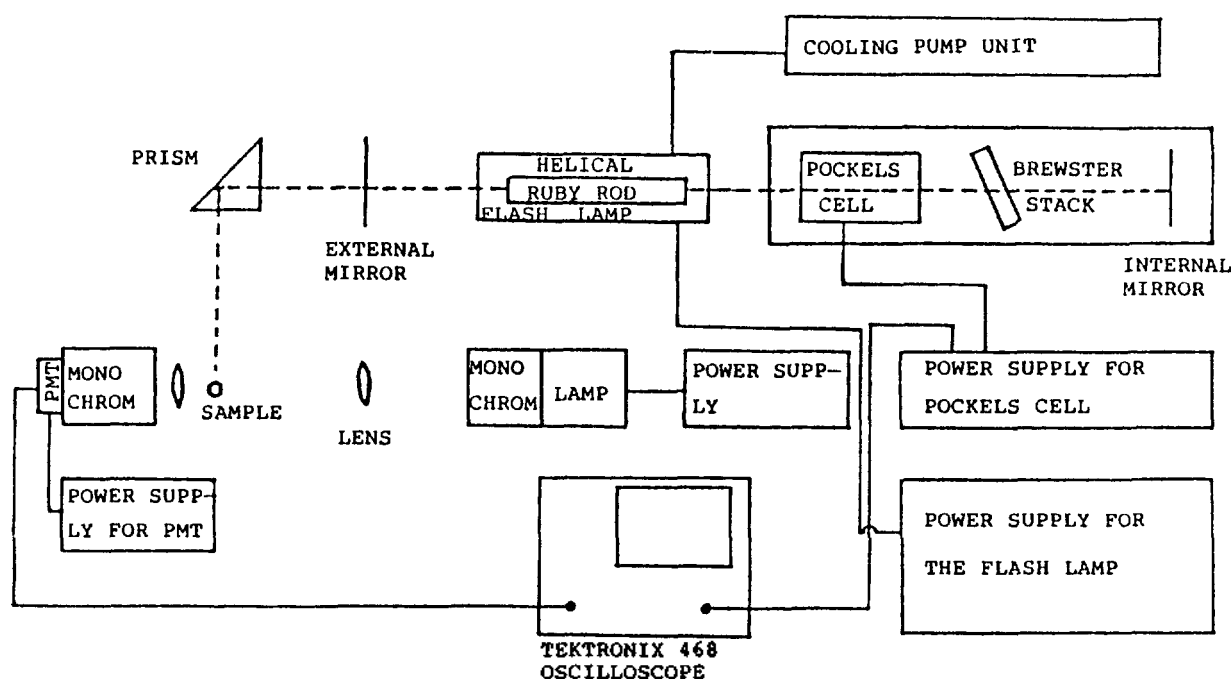 COOLING PUMP UNIT
PRISM
HELICAL
RUBY ROD
FLASH LAMP
POCKELS
CELL
BREWSTER
STACK
EXTERNAL
MIRROR
INTERNAL
MIRROR
PMT
MONO
CHROM
SAMPLE
LENS
MONO
CHROM
LAMP
POWER SUPP-
LY
POWER SUPPLY FOR
POCKELS CELL
POWER SUPP-
LY FOR PMT
POWER SUPPLY FOR
THE FLASH LAMP
TEKTRONIX 468
OSCILLOSCOPE